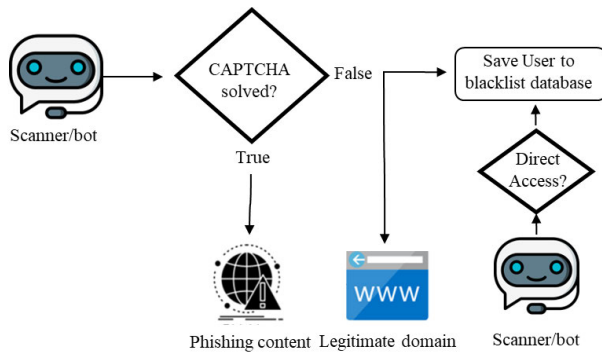 CAPTCHA
solved?
False
Save User to
blacklist database
Scanner/bot
True
Direct
Access?
www
Phishing content
Legitimate domain
Scanner/bot